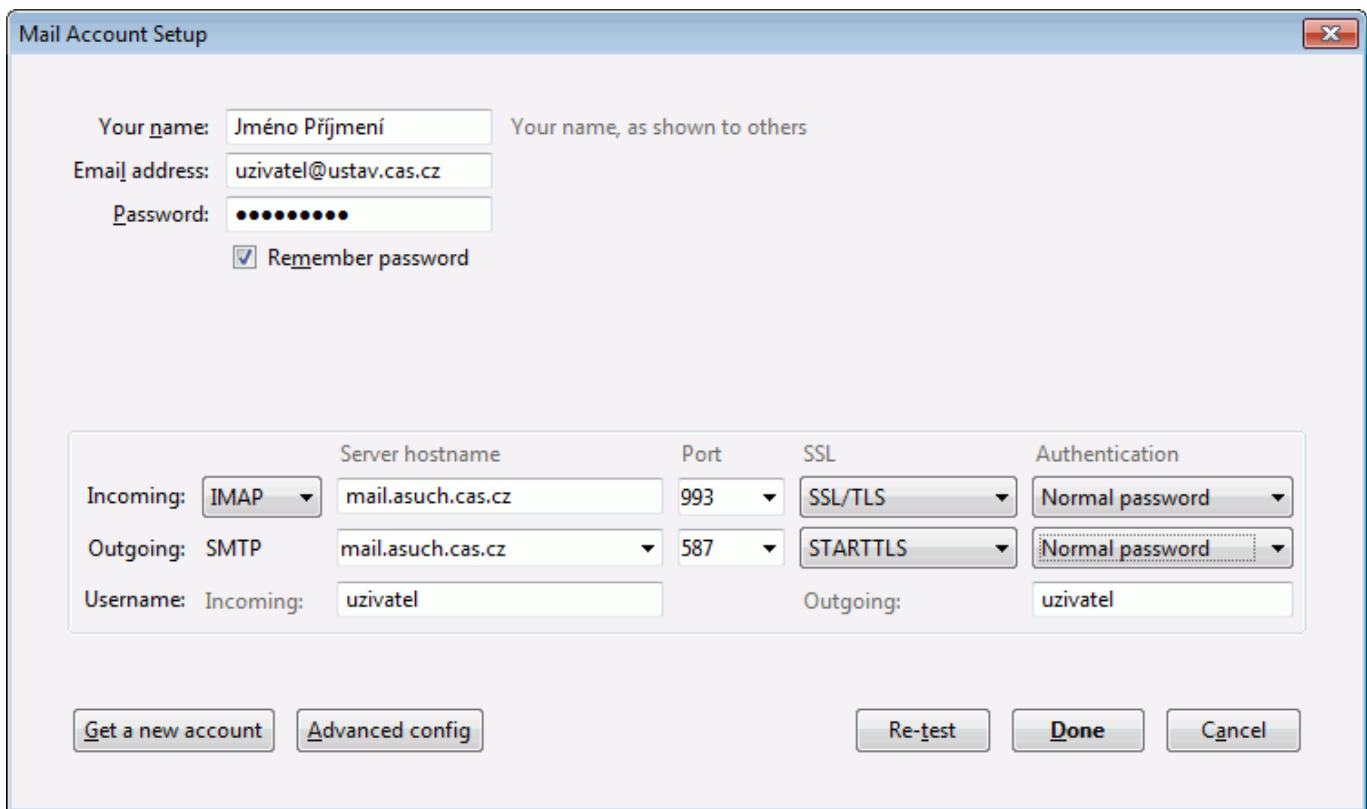 Mail Account Setup
Your name: Jméno Příjmení Your name, as shown to others
Email address: uzivatel@ustav.cas.cz
Password: ●●●●●●●●●
Remember password
Server hostname Port SSL Authentication
Incoming: IMAP mail.asuch.cas.cz 993 SSL/TLS Normal password
Outgoing: SMTP mail.asuch.cas.cz 587 STARTTLS Normal password
Username: Incoming: uzivatel Outgoing: uzivatel
Get a new account Advanced config Re-test Done Cancel